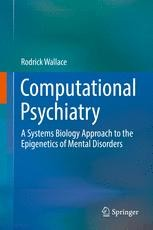 Rodrick Wallace
Computational
Psychiatry
A Systems Biology Approach to the
Epigenetics of Mental Disorders
Springer